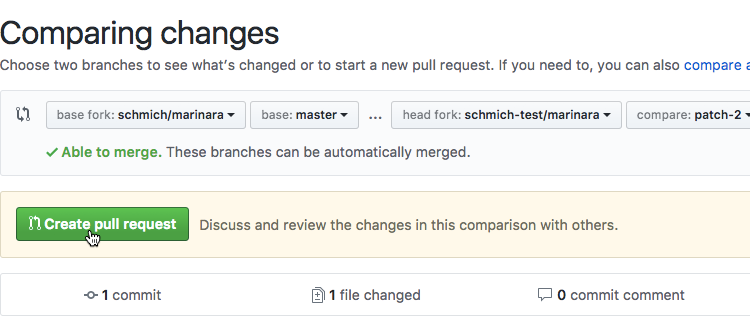 Comparing changes
Choose two branches to see what's changed or to start a new pull request. If you need to, you can also compare a
base fork: schmich/marinara base: master ... head fork: schmich-test/marinara compare: patch-2
Able to merge. These branches can be automatically merged.
Create pull request Discuss and review the changes in this comparison with others.
1 commit 1 file changed 0 commit comment